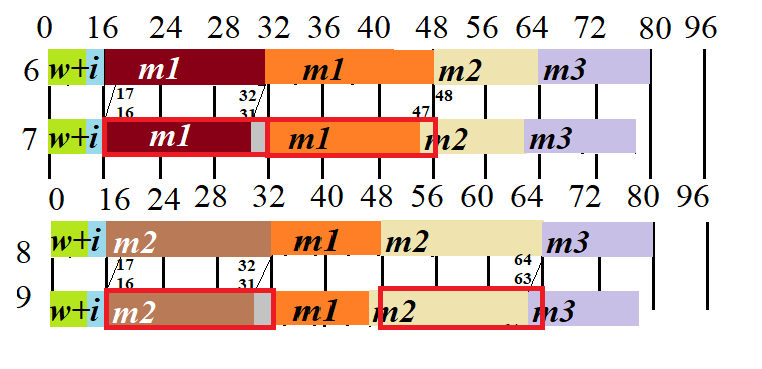 0 16 24 28 32 36 40 48 56 64 72 80 96
6 w+i m1 m1 m2 m3
17 32 48
16 31 47
7 w+i m1 m1 m2 m3
0 16 24 28 32 40 48 56 60 64 72 80 96
8 w+i m2 m1 m2 m3
17 32 64
16 31 63
9 w+i m2 m1 m2 m3